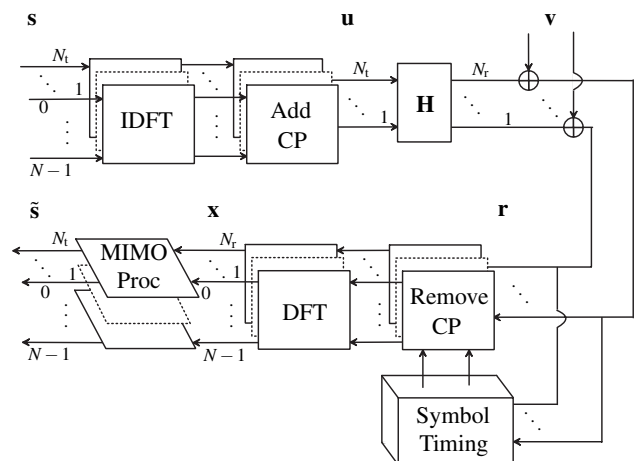 s u v
N_t N_t N_r
1
0
IDFT Add
CP H
1 1
N − 1
s̃ x r
N_t N_r
MIMO
Proc
1 1
0 0
DFT Remove
CP
N − 1 N − 1
Symbol
Timing